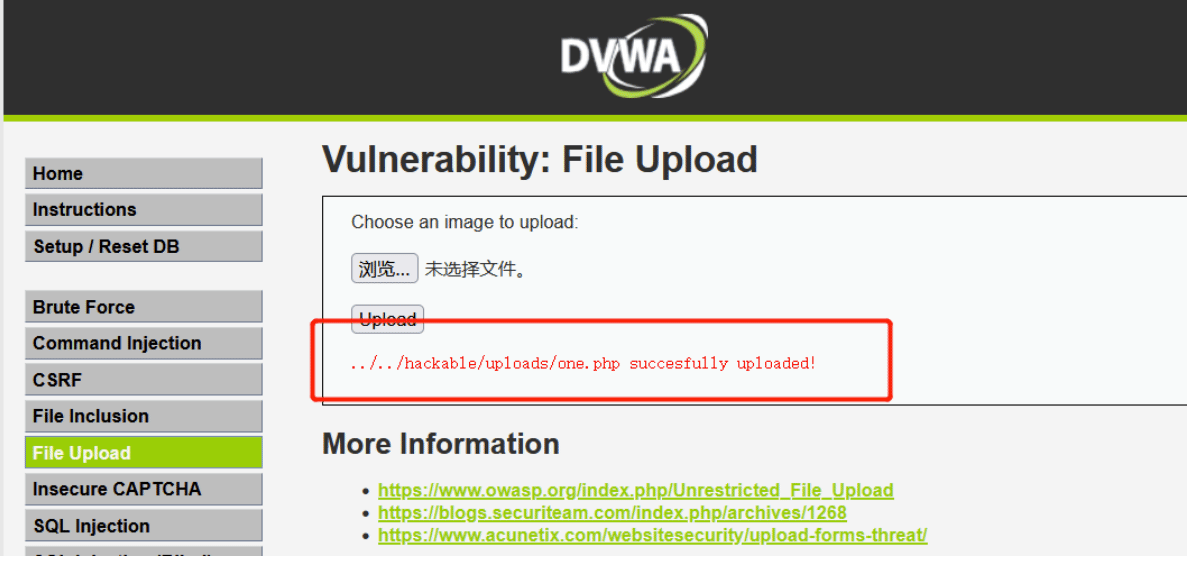 DVWA
Vulnerability: File Upload
Home
Instructions
Setup / Reset DB
Brute Force
Command Injection
CSRF
File Inclusion
File Upload
Insecure CAPTCHA
SQL Injection
Choose an image to upload:
浏览... 未选择文件。
Upload
../../hackable/uploads/one.php succesfully uploaded!
More Information
https://www.owasp.org/index.php/Unrestricted_File_Upload
https://blogs.securiteam.com/index.php/archives/1268
https://www.acunetix.com/websitesecurity/upload-forms-threat/